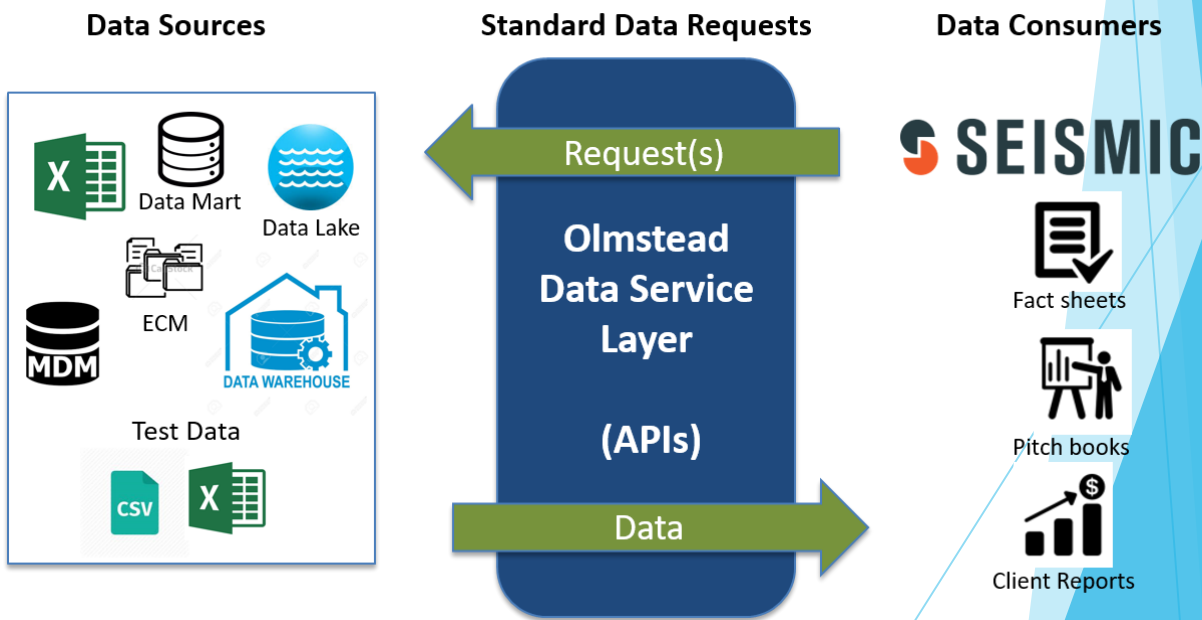 Data Sources
Standard Data Requests
Data Consumers
X
Data Mart
Data Lake
ECM
MDM
DATA WAREHOUSE
Test Data
CSV
X
Request(s)
Olmstead
Data Service
Layer
(APIs)
Data
SEISMIC
Fact sheets
Pitch books
$
Client Reports